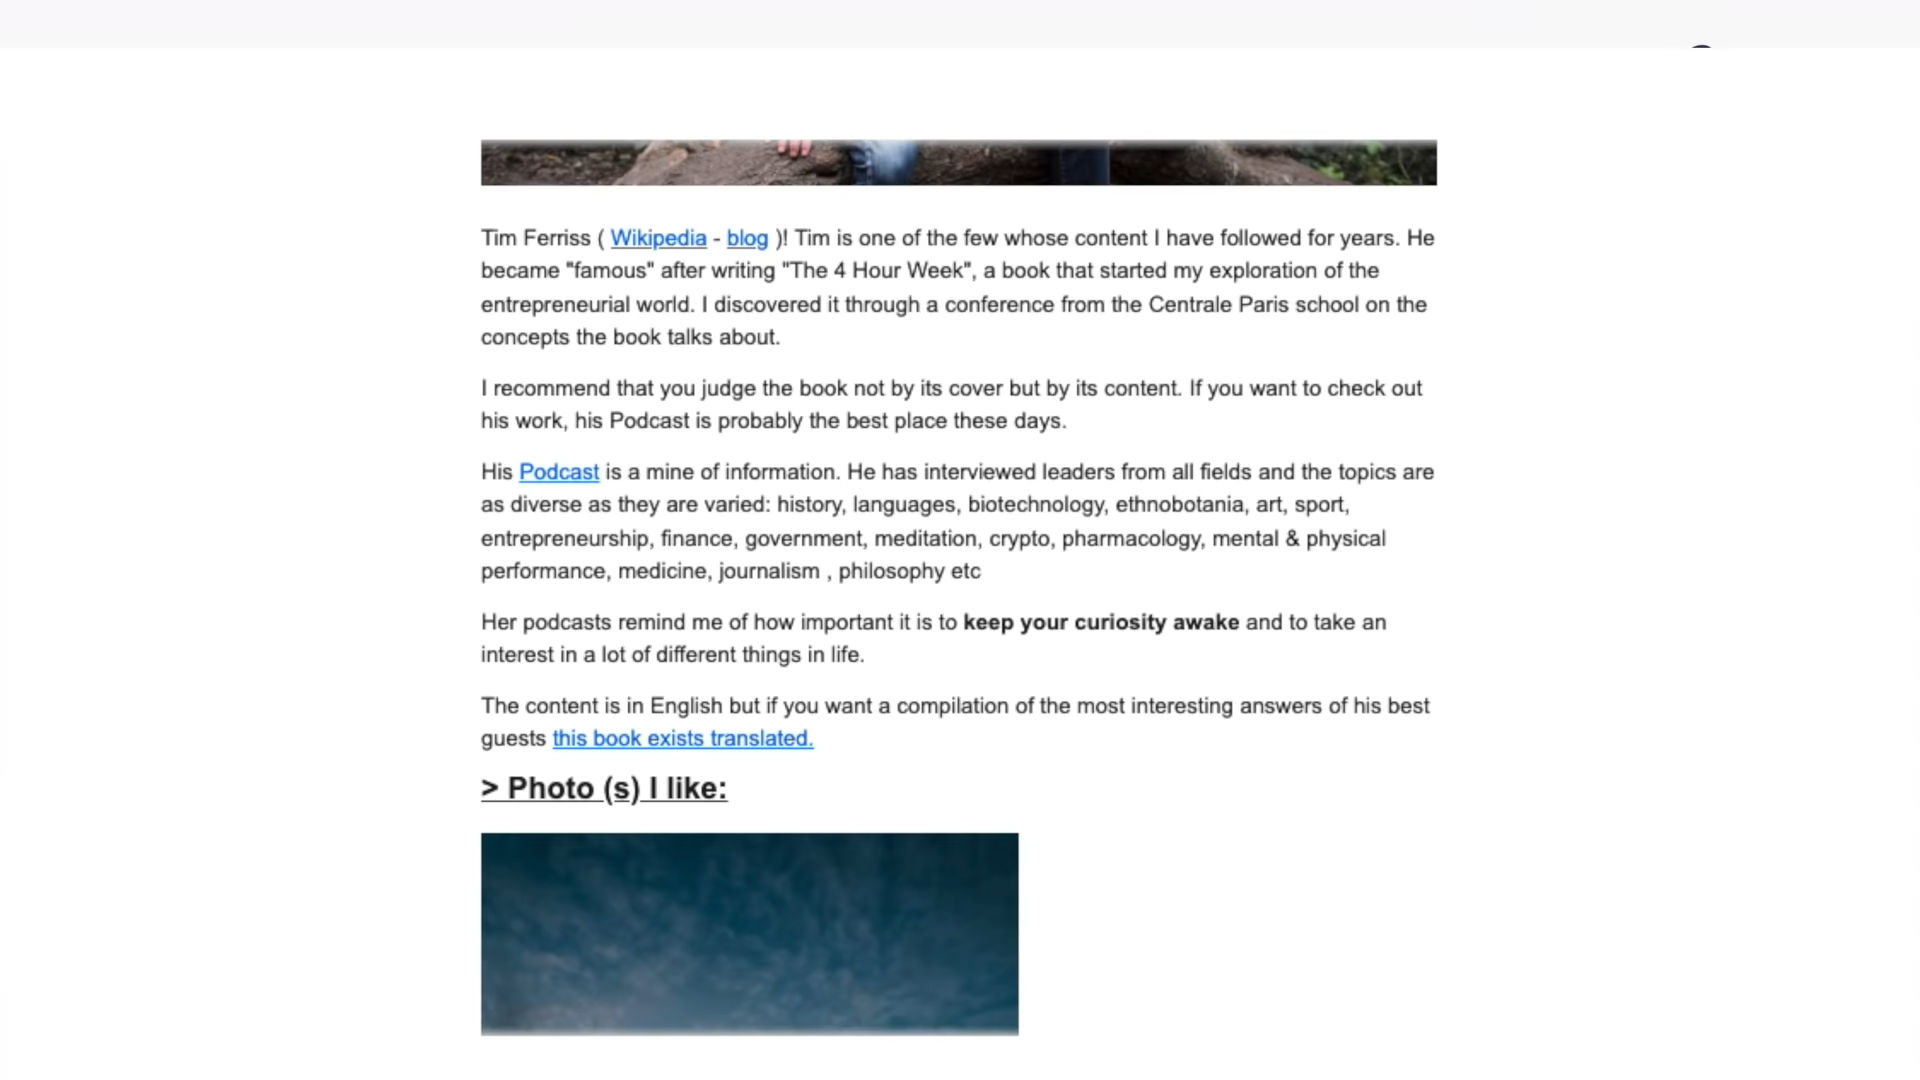 Tim Ferriss ( Wikipedia - blog )! Tim is one of the few whose content I have followed for years. He
became "famous" after writing "The 4 Hour Week", a book that started my exploration of the
entrepreneurial world. I discovered it through a conference from the Centrale Paris school on the
concepts the book talks about.
I recommend that you judge the book not by its cover but by its content. If you want to check out
his work, his Podcast is probably the best place these days.
His Podcast is a mine of information. He has interviewed leaders from all fields and the topics are
as diverse as they are varied: history, languages, biotechnology, ethnobotania, art, sport,
entrepreneurship, finance, government, meditation, crypto, pharmacology, mental & physical
performance, medicine, journalism , philosophy etc
Her podcasts remind me of how important it is to keep your curiosity awake and to take an
interest in a lot of different things in life.
The content is in English but if you want a compilation of the most interesting answers of his best
guests this book exists translated.
> Photo (s) I like: